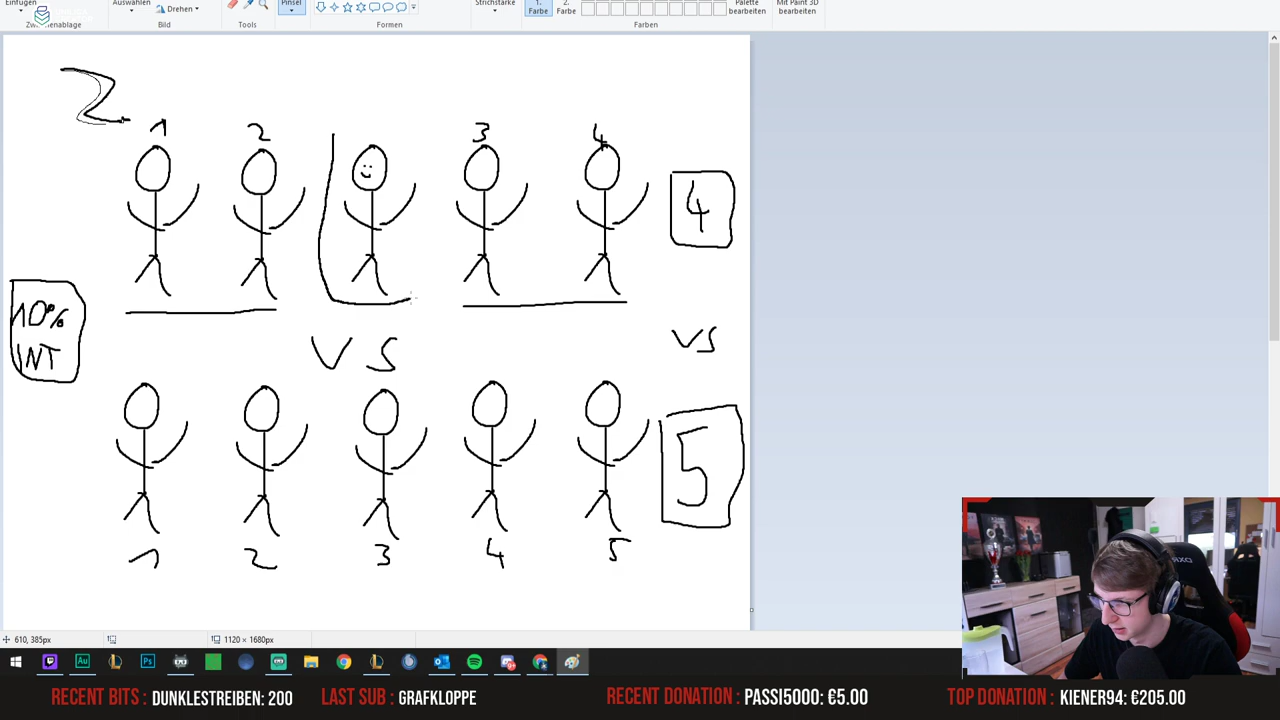 Einfügen
Auswählen
Drehen
Pinsel
Strichstärke
1.
Farbe
2.
Farbe
Palette
bearbeiten
Mit Paint 3D
bearbeiten
Bild
Tools
Formen
Farben
2
1
2
3
4
4
10%
INT
VS
VS
5
1
2
3
4
5
610, 385px
1120 × 1680px
RECENT BITS : DUNKLESTREIBEN: 200
LAST SUB : GRAFKLOPPE
RECENT DONATION : PASSI5000: €5.00
TOP DONATION : KIENER94: €205.00